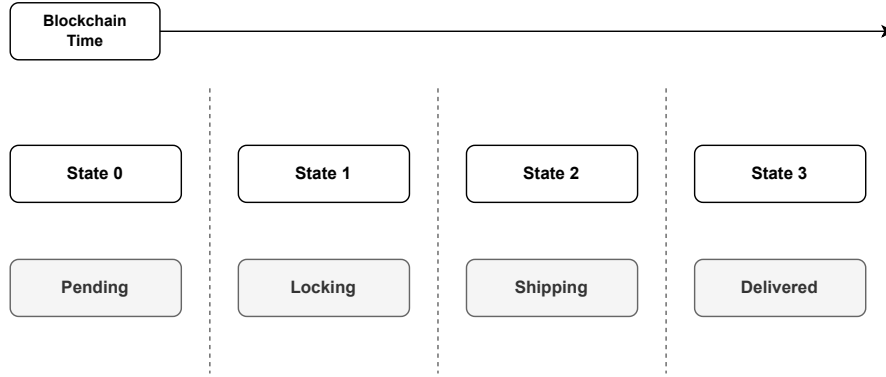 Blockchain
Time
State 0
State 1
State 2
State 3
Pending
Locking
Shipping
Delivered